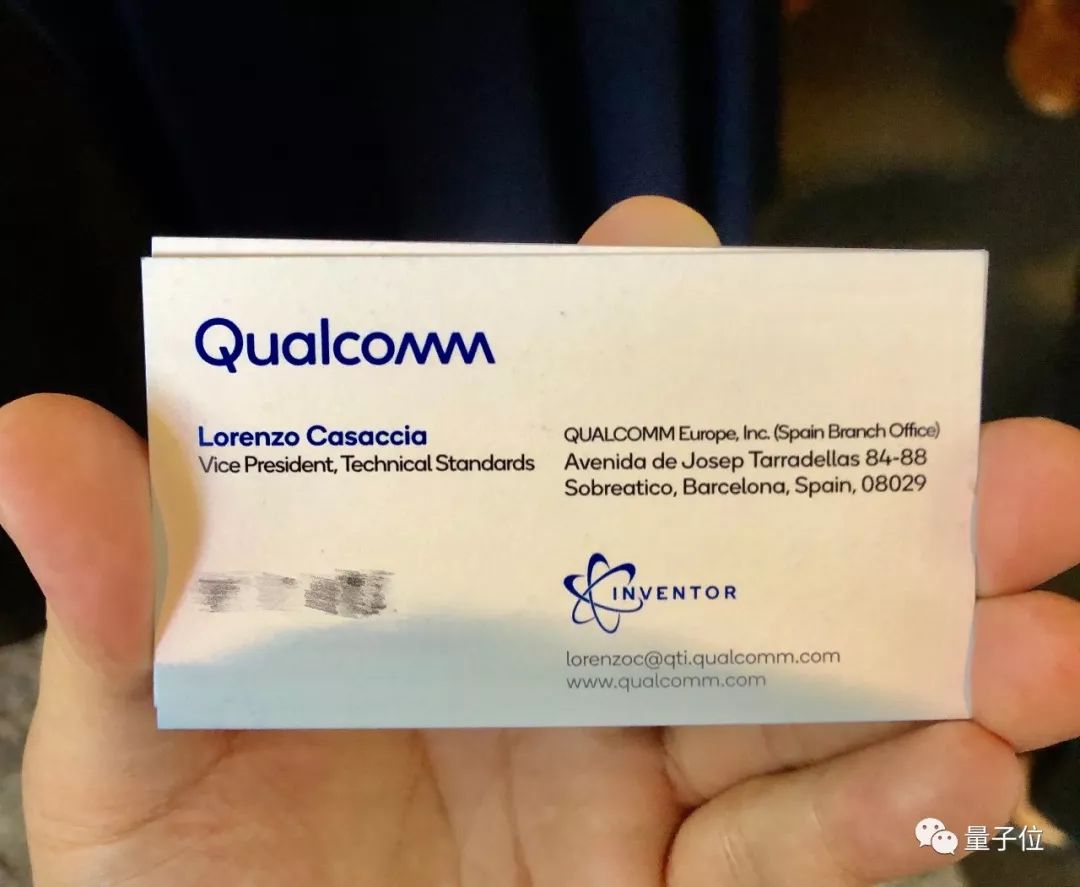 Qualcomm
Lorenzo Casaccia
Vice President, Technical Standards
QUALCOMM Europe, Inc. (Spain Branch Office)
Avenida de Josep Tarradellas 84-88
Sobreatico, Barcelona, Spain, 08029
INVENTOR
lorenzoc@qti.qualcomm.com
www.qualcomm.com
量子位